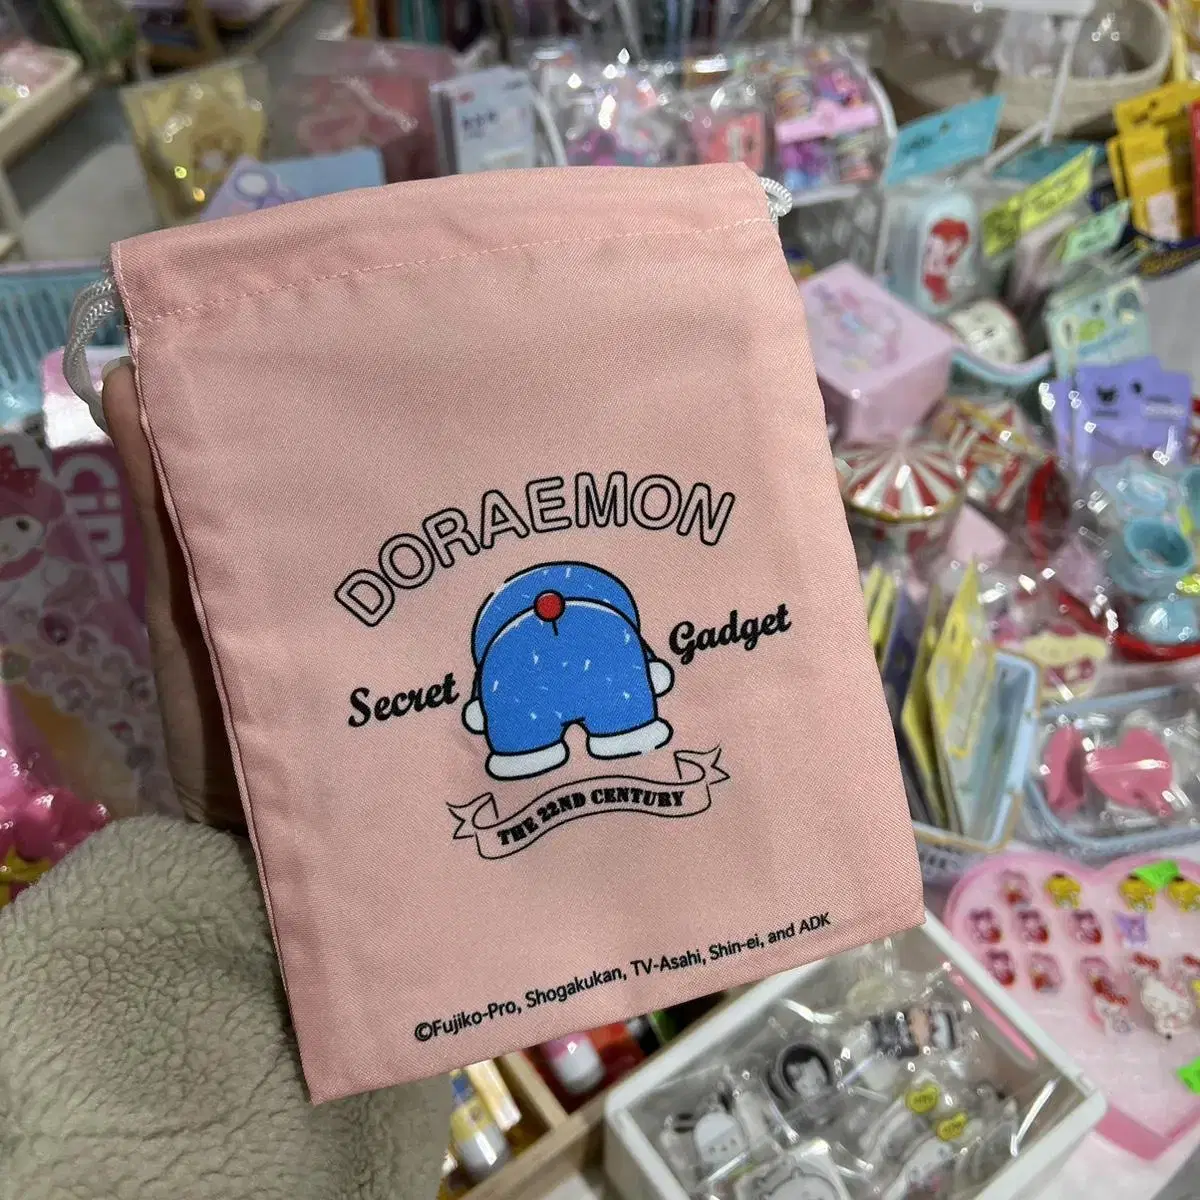 DORAEMON
Secret Gadget
THE 22ND CENTURY
©Fujiko-Pro, Shogakukan, TV-Asahi, Shin-ei, and ADK